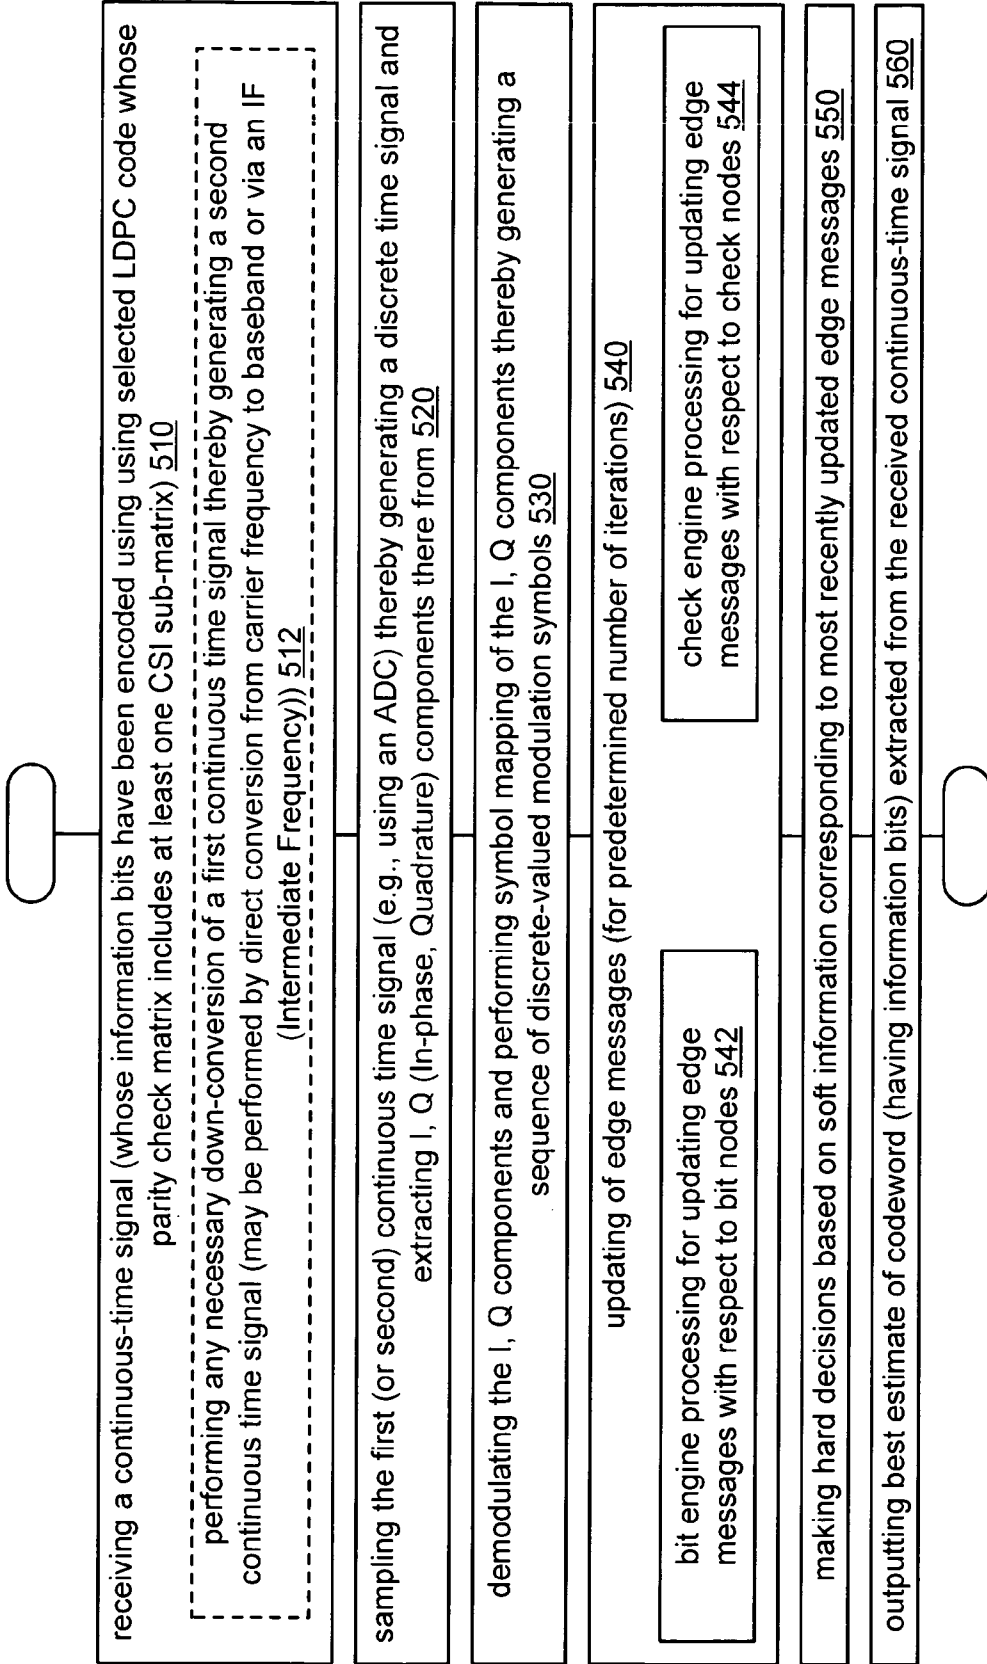 receiving a continuous-time signal (whose information bits have been encoded using using selected LDPC code whose
parity check matrix includes at least one CSI sub-matrix) 510
performing any necessary down-conversion of a first continuous time signal thereby generating a second
continuous time signal (may be performed by direct conversion from carrier frequency to baseband or via an IF
(Intermediate Frequency)) 512
sampling the first (or second) continuous time signal (e.g., using an ADC) thereby generating a discrete time signal and
extracting I, Q (In-phase, Quadrature) components there from 520
demodulating the I, Q components and performing symbol mapping of the I, Q components thereby generating a
sequence of discrete-valued modulation symbols 530
updating of edge messages (for predetermined number of iterations) 540
bit engine processing for updating edge
messages with respect to bit nodes 542
check engine processing for updating edge
messages with respect to check nodes 544
making hard decisions based on soft information corresponding to most recently updated edge messages 550
outputting best estimate of codeword (having information bits) extracted from the received continuous-time signal 560